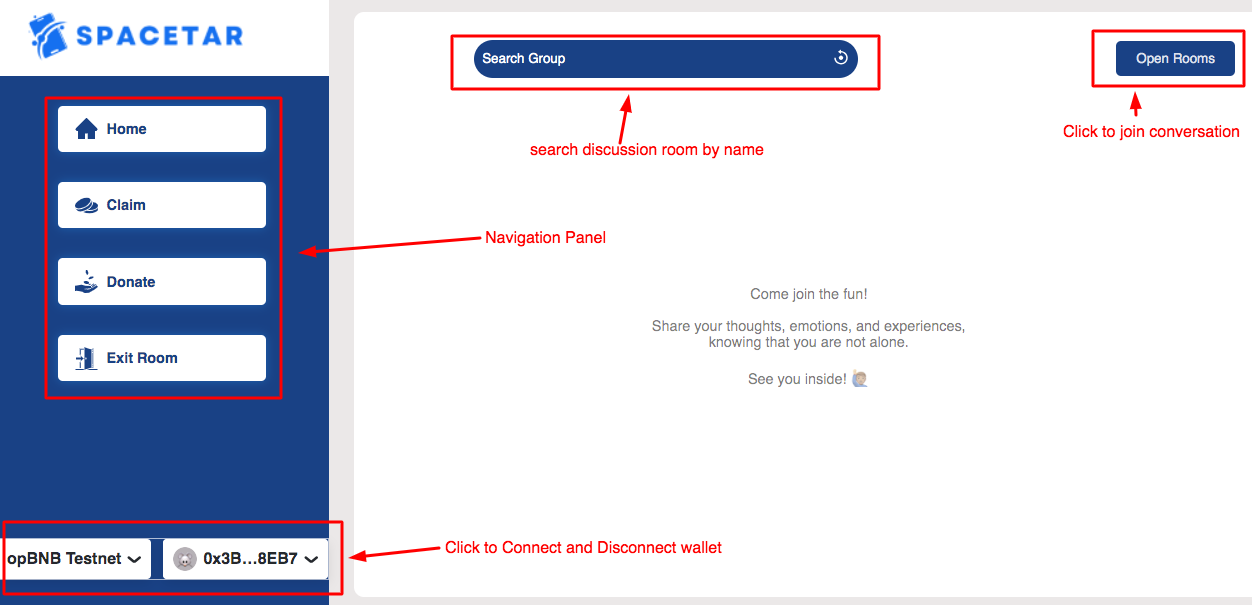 SPACETAR
Home
Claim
Donate
Exit Room
opBNB Testnet
0x3B...8EB7
Search Group
Open Rooms
search discussion room by name
Click to join conversation
Navigation Panel
Come join the fun!
Share your thoughts, emotions, and experiences,
knowing that you are not alone.
See you inside! 🙋🏼‍♂️
Click to Connect and Disconnect wallet